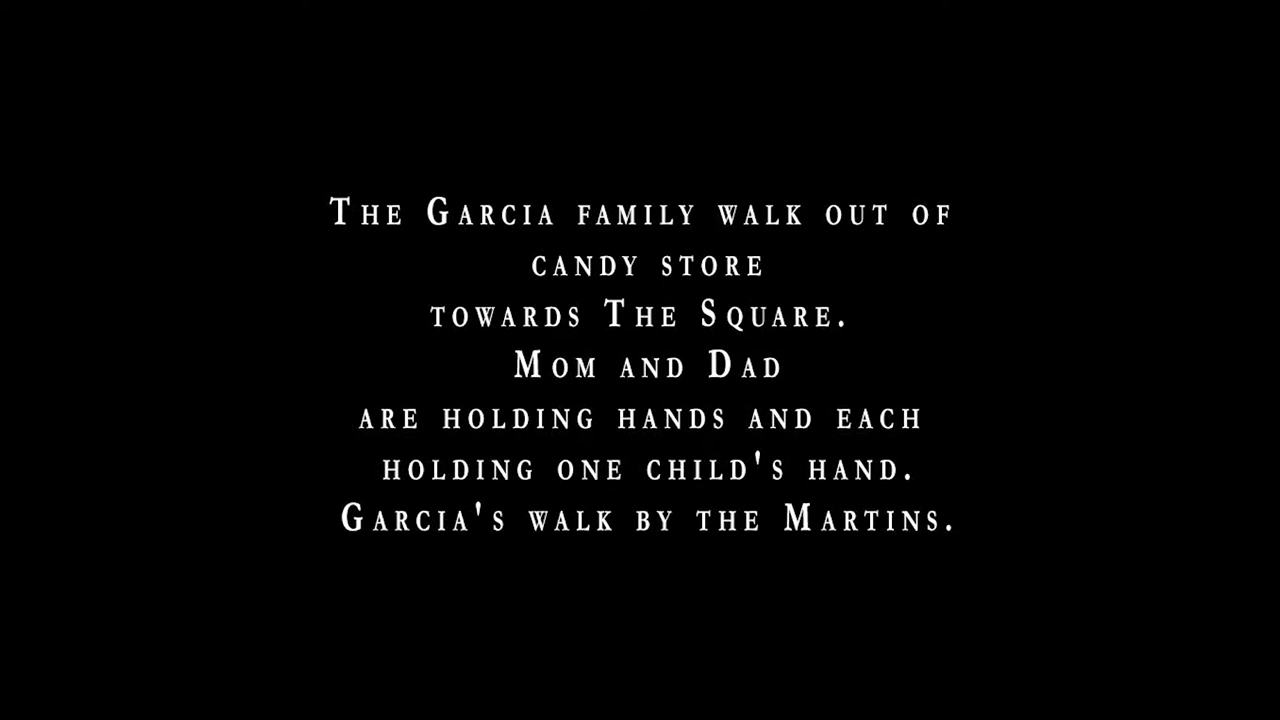 The Garcia family walk out of
candy store
towards The Square.
Mom and Dad
are holding hands and each
holding one child's hand.
Garcia's walk by the Martins.